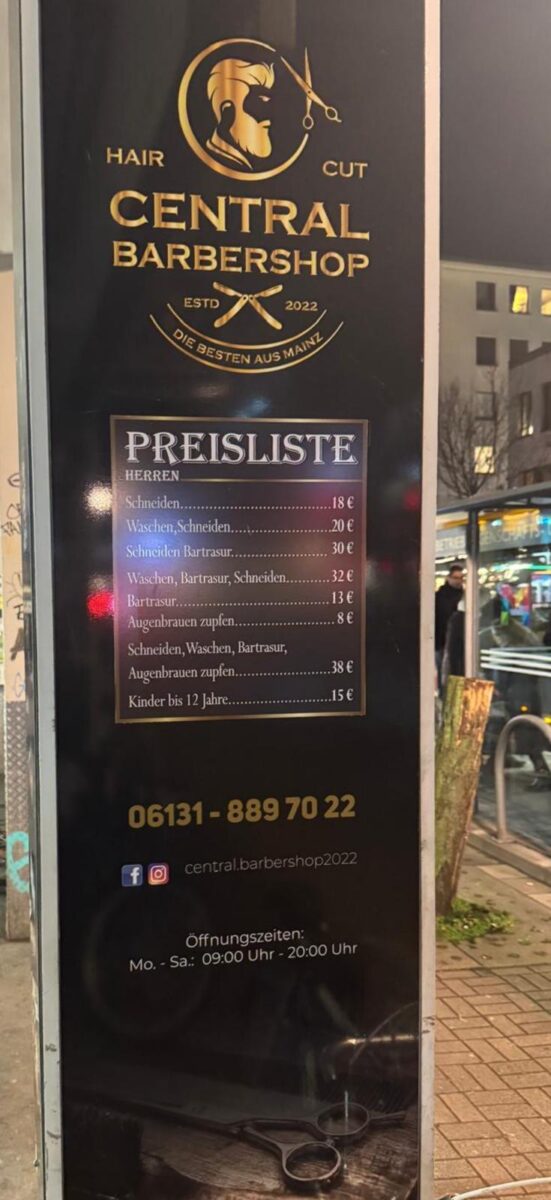 HAIR CUT
CENTRAL
BARBERSHOP
ESTD 2022
DIE BESTEN AUS MAINZ
PREISLISTE
HERREN
Schneiden..............................18 €
Waschen,Schneiden....................20 €
Schneiden Bartrasur...................30 €
Waschen, Bartrasur, Schneiden.........32 €
Bartrasur..............................13 €
Augenbrauen zupfen...................8 €
Schneiden,Waschen, Bartrasur,
Augenbrauen zupfen...................38 €
Kinder bis 12 Jahre....................15 €
06131 - 889 70 22
central.barbershop2022
Öffnungszeiten:
Mo. - Sa.: 09:00 Uhr - 20:00 Uhr